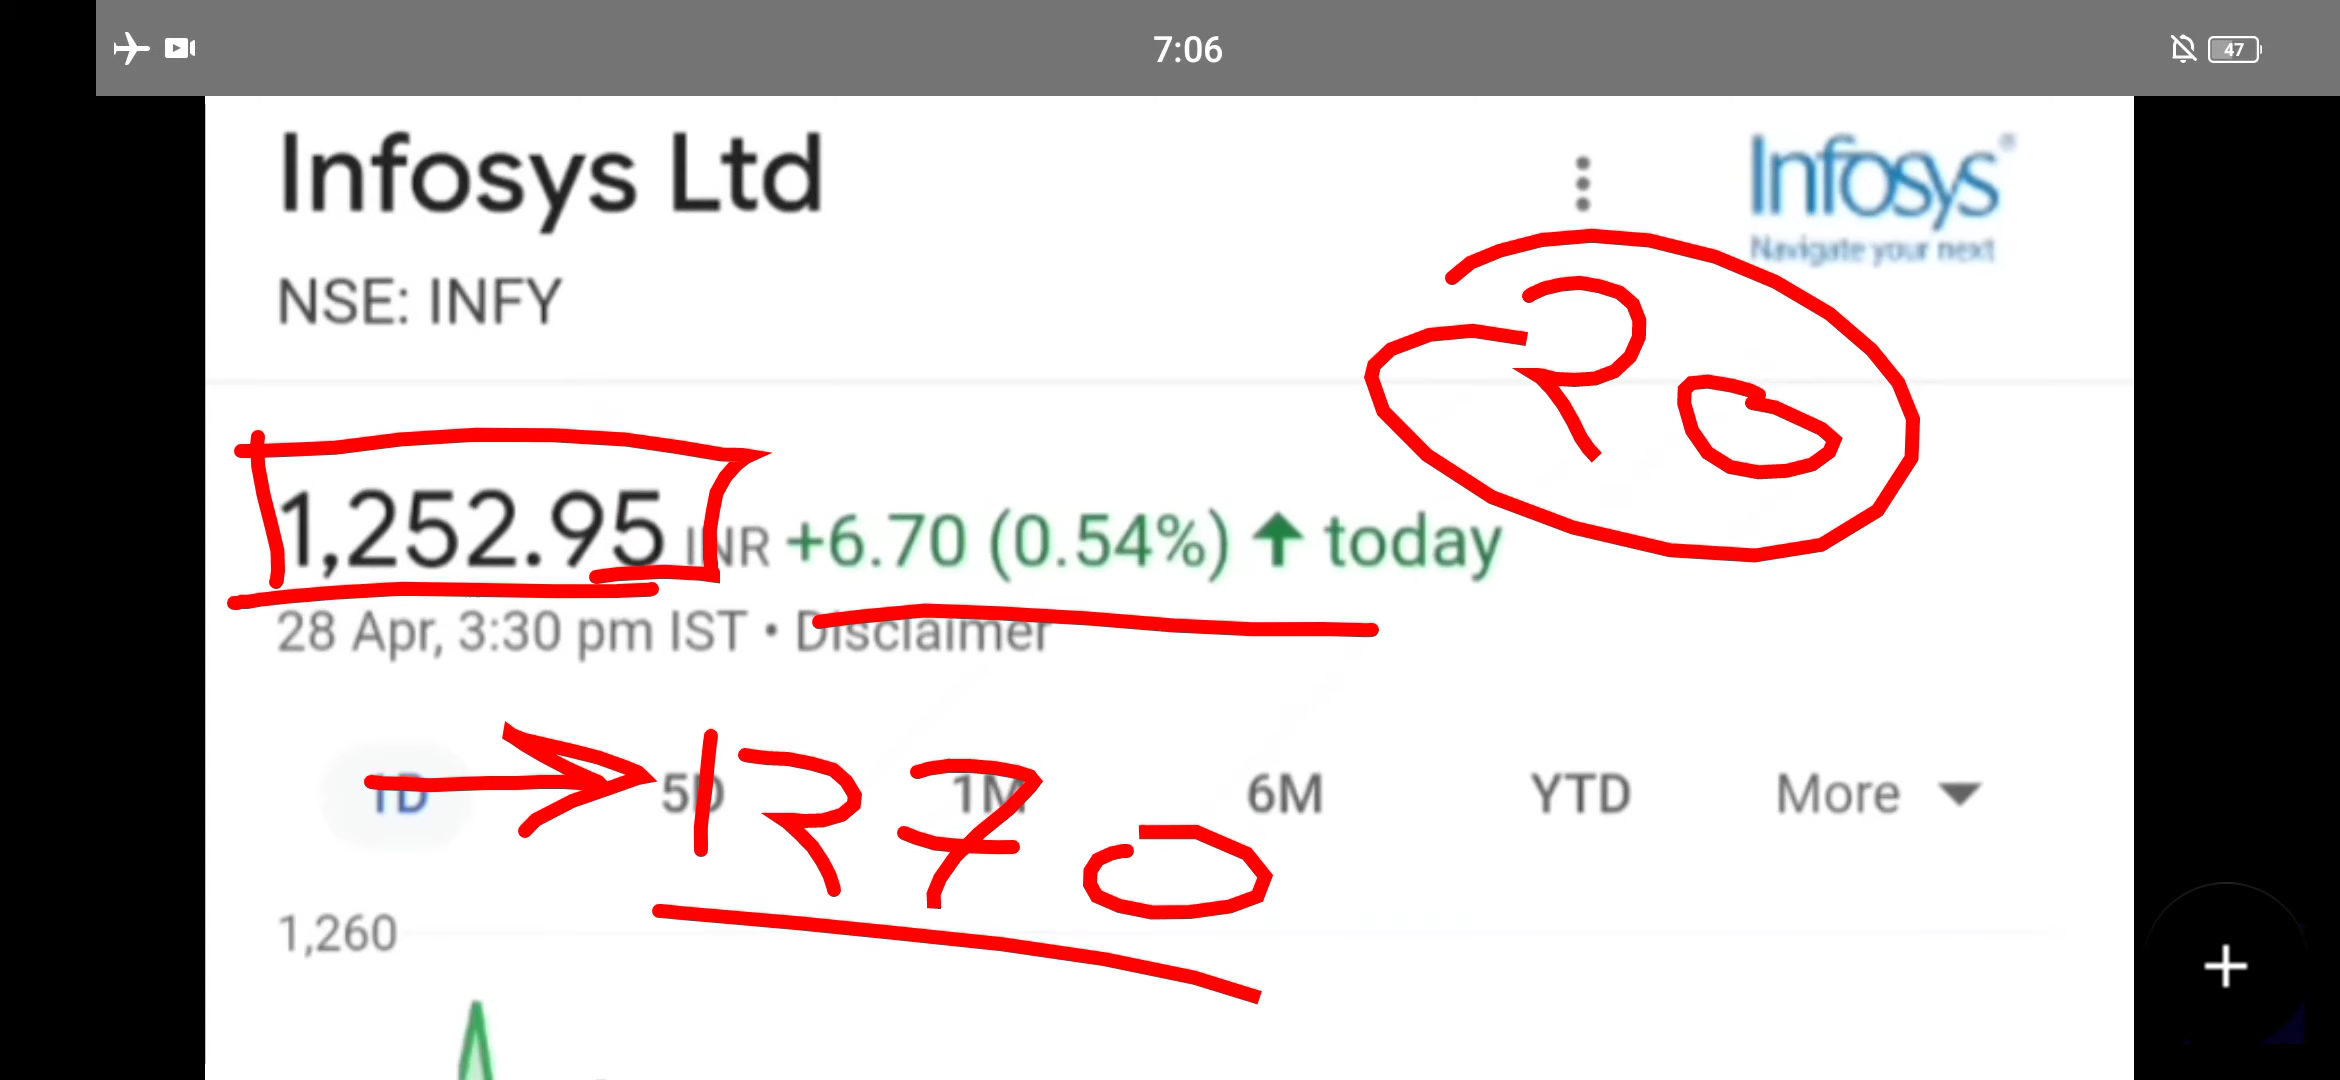 7:06
47
Infosys Ltd
Infosys®
Navigate your next
NSE: INFY
20
1,252.95 INR +6.70 (0.54%) ↑ today
28 Apr, 3:30 pm IST • Disclaimer
1D 5D 1M 6M YTD More
1270
1,260